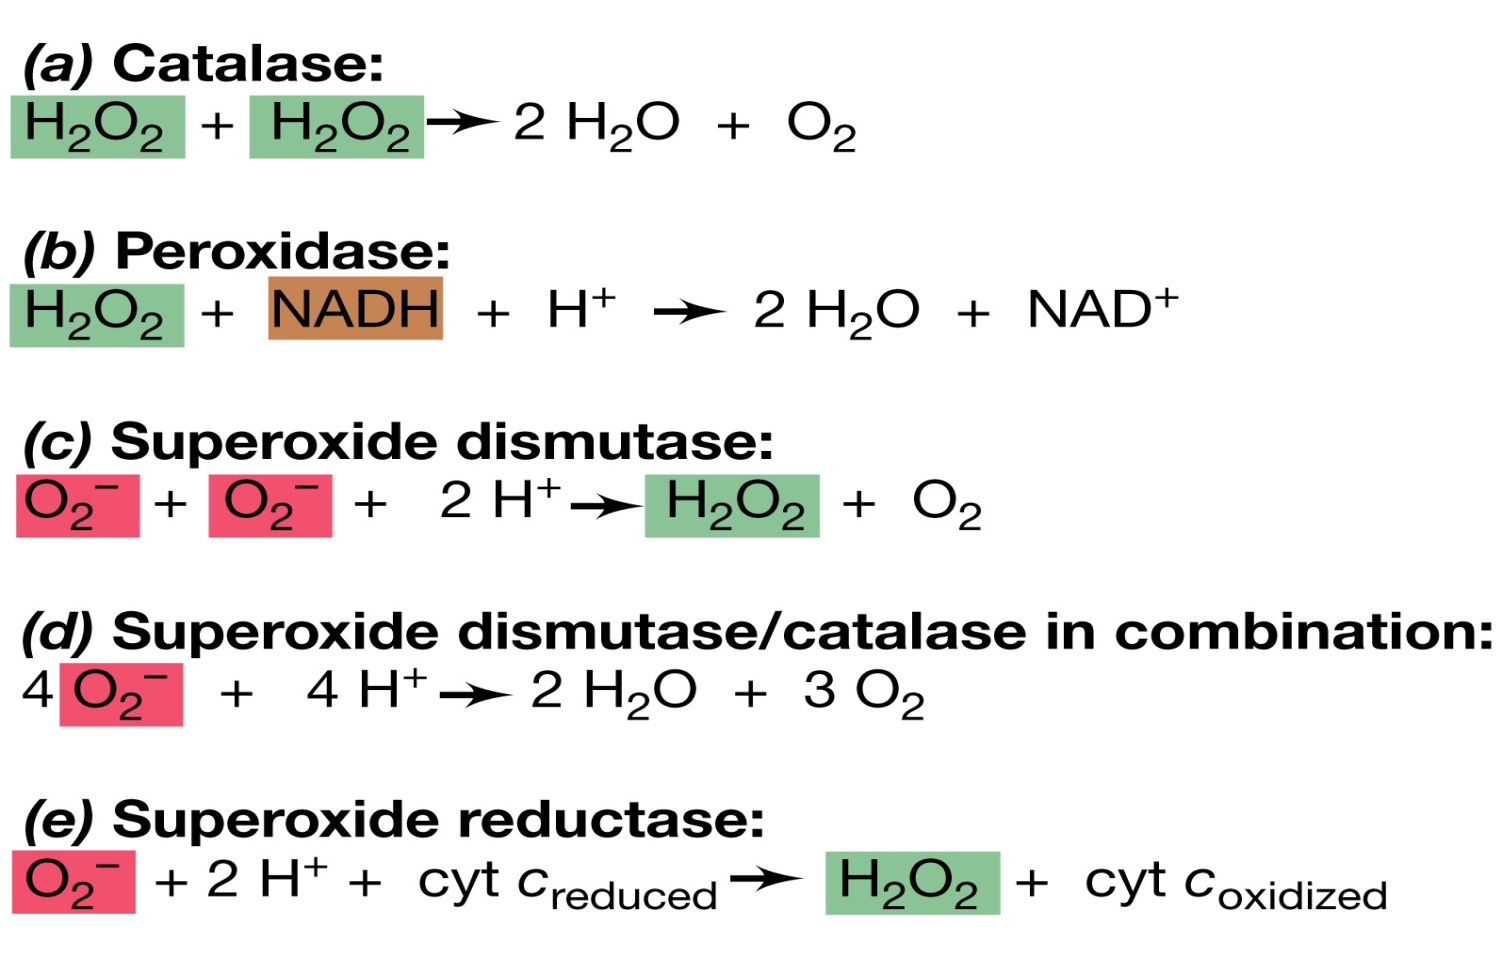 (a) Catalase:
H₂O₂ + H₂O₂ → 2 H₂O + O₂
(b) Peroxidase:
H₂O₂ + NADH + H⁺ → 2 H₂O + NAD⁺
(c) Superoxide dismutase:
O₂⁻ + O₂⁻ + 2 H⁺ → H₂O₂ + O₂
(d) Superoxide dismutase/catalase in combination:
4 O₂⁻ + 4 H⁺ → 2 H₂O + 3 O₂
(e) Superoxide reductase:
O₂⁻ + 2 H⁺ + cyt c reduced → H₂O₂ + cyt c oxidized